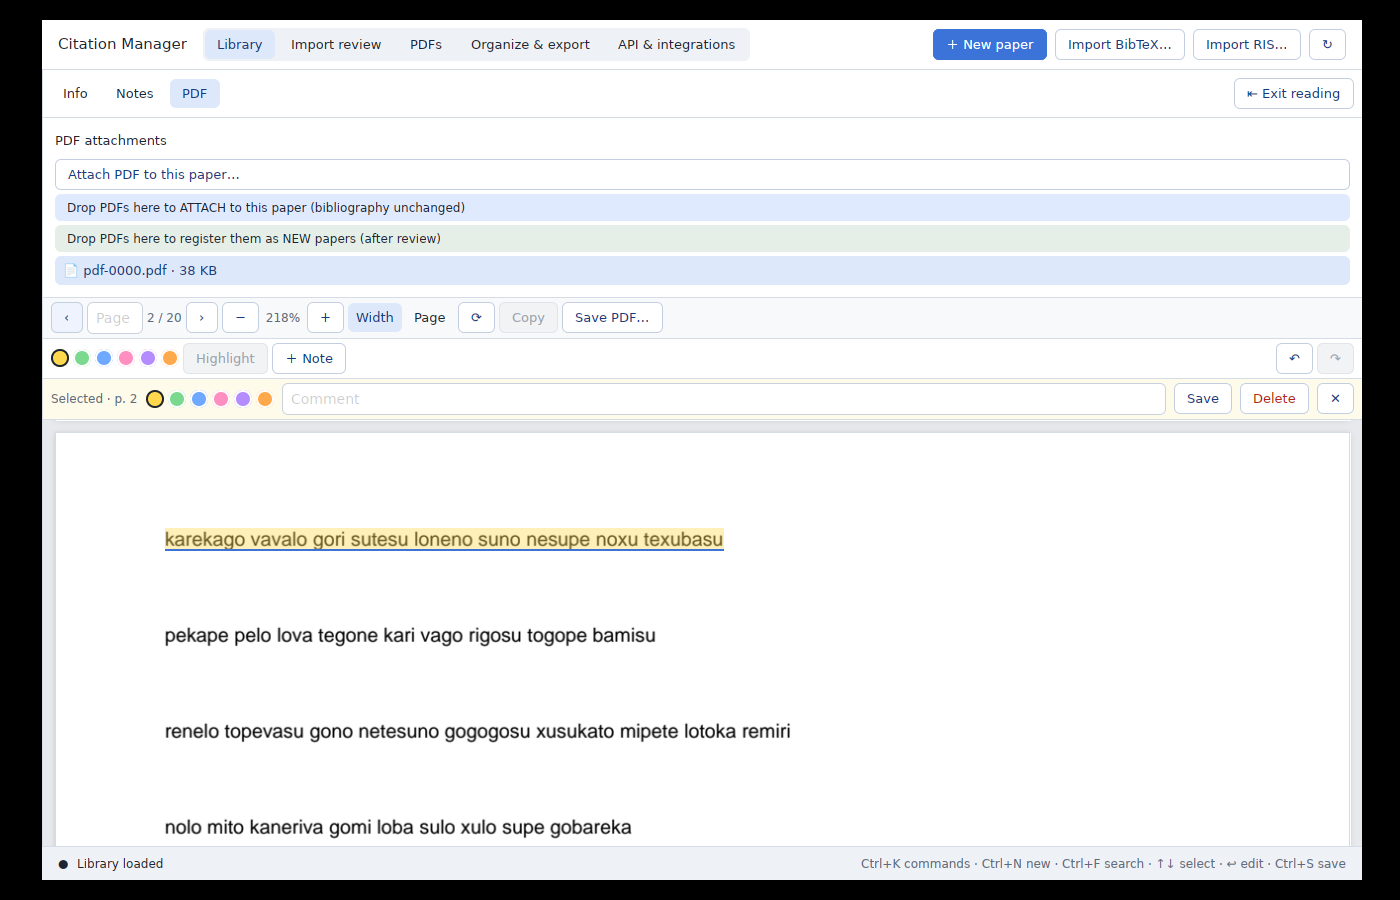 Citation Manager Library Import review PDFs Organize & export API & integrations + New paper Import BibTeX... Import RIS... ↻
Info Notes PDF ⇤ Exit reading
PDF attachments
Attach PDF to this paper...
Drop PDFs here to ATTACH to this paper (bibliography unchanged)
Drop PDFs here to register them as NEW papers (after review)
📄 pdf-0000.pdf · 38 KB
‹ Page 2 / 20 › − 218% + Width Page ⟳ Copy Save PDF...
Highlight + Note ↶ ↷
Selected · p. 2 Comment Save Delete ✕
karekago vavalo gori sutesu loneno suno nesupe noxu texubasu
pekape pelo lova tegone kari vago rigosu togope bamisu
renelo topevasu gono netesuno gogogosu xusukato mipete lotoka remiri
nolo mito kaneriva gomi loba sulo xulo supe gobareka
● Library loaded Ctrl+K commands · Ctrl+N new · Ctrl+F search · ↑↓ select · ↩ edit · Ctrl+S save